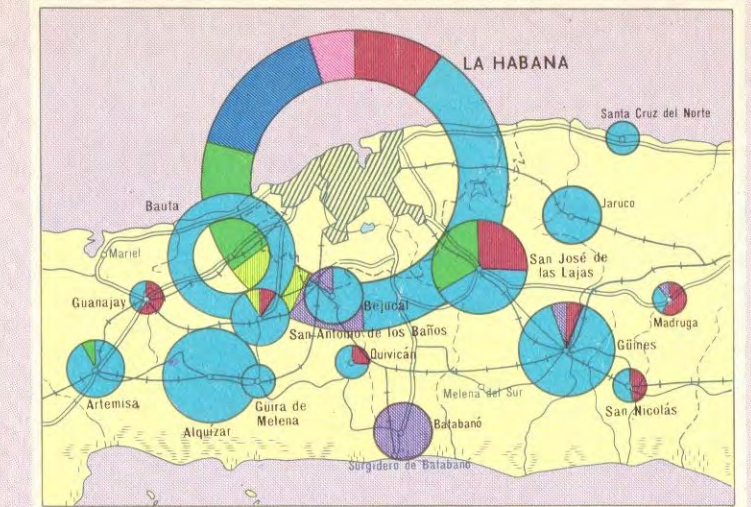 LA HABANA
Santa Cruz del Norte
Bauta
Jaruco
Mariel
San José de
las Lajas
Guanajay
Bejucal
Madruga
San Antonio de los Baños
Güines
Quivicán
Artemisa
Güira de
Melena
Melena del Sur
San Nicolás
Alquízar
Batabanó
Surgidero de Batabanó